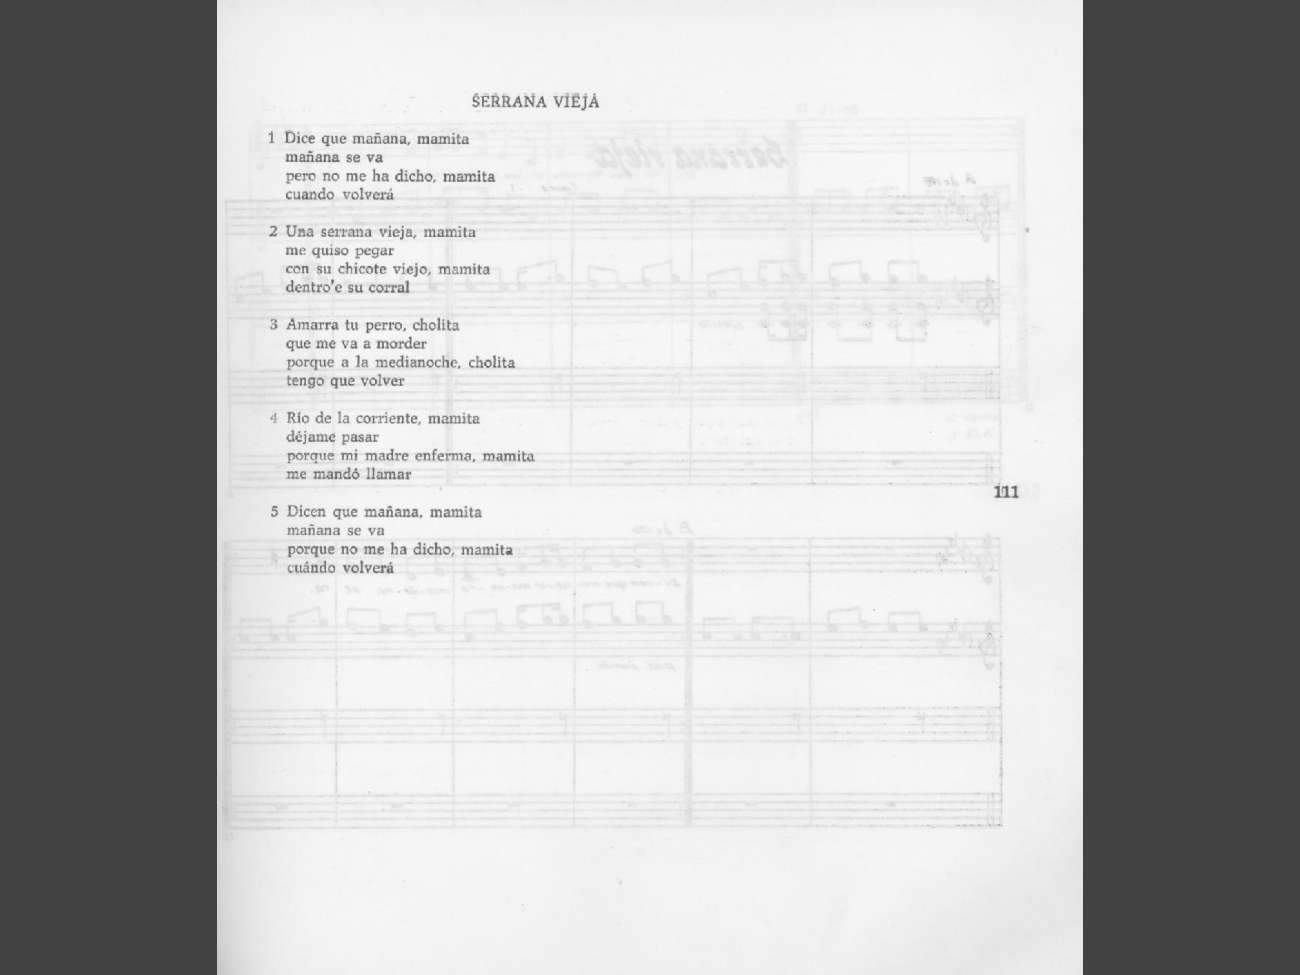 SERRANA VIEJA
1 Dice que mañana, mamita
mañana se va
pero no me ha dicho, mamita
cuando volverá
2 Una serrana vieja, mamita
me quiso pegar
con su chicote viejo, mamita
dentro'e su corral
3 Amarra tu perro, cholita
que me va a morder
porque a la medianoche, cholita
tengo que volver
4 Río de la corriente, mamita
déjame pasar
porque mi madre enferma, mamita
me mandó llamar
111
5 Dicen que mañana, mamita
mañana se va
porque no me ha dicho, mamita
cuándo volverá